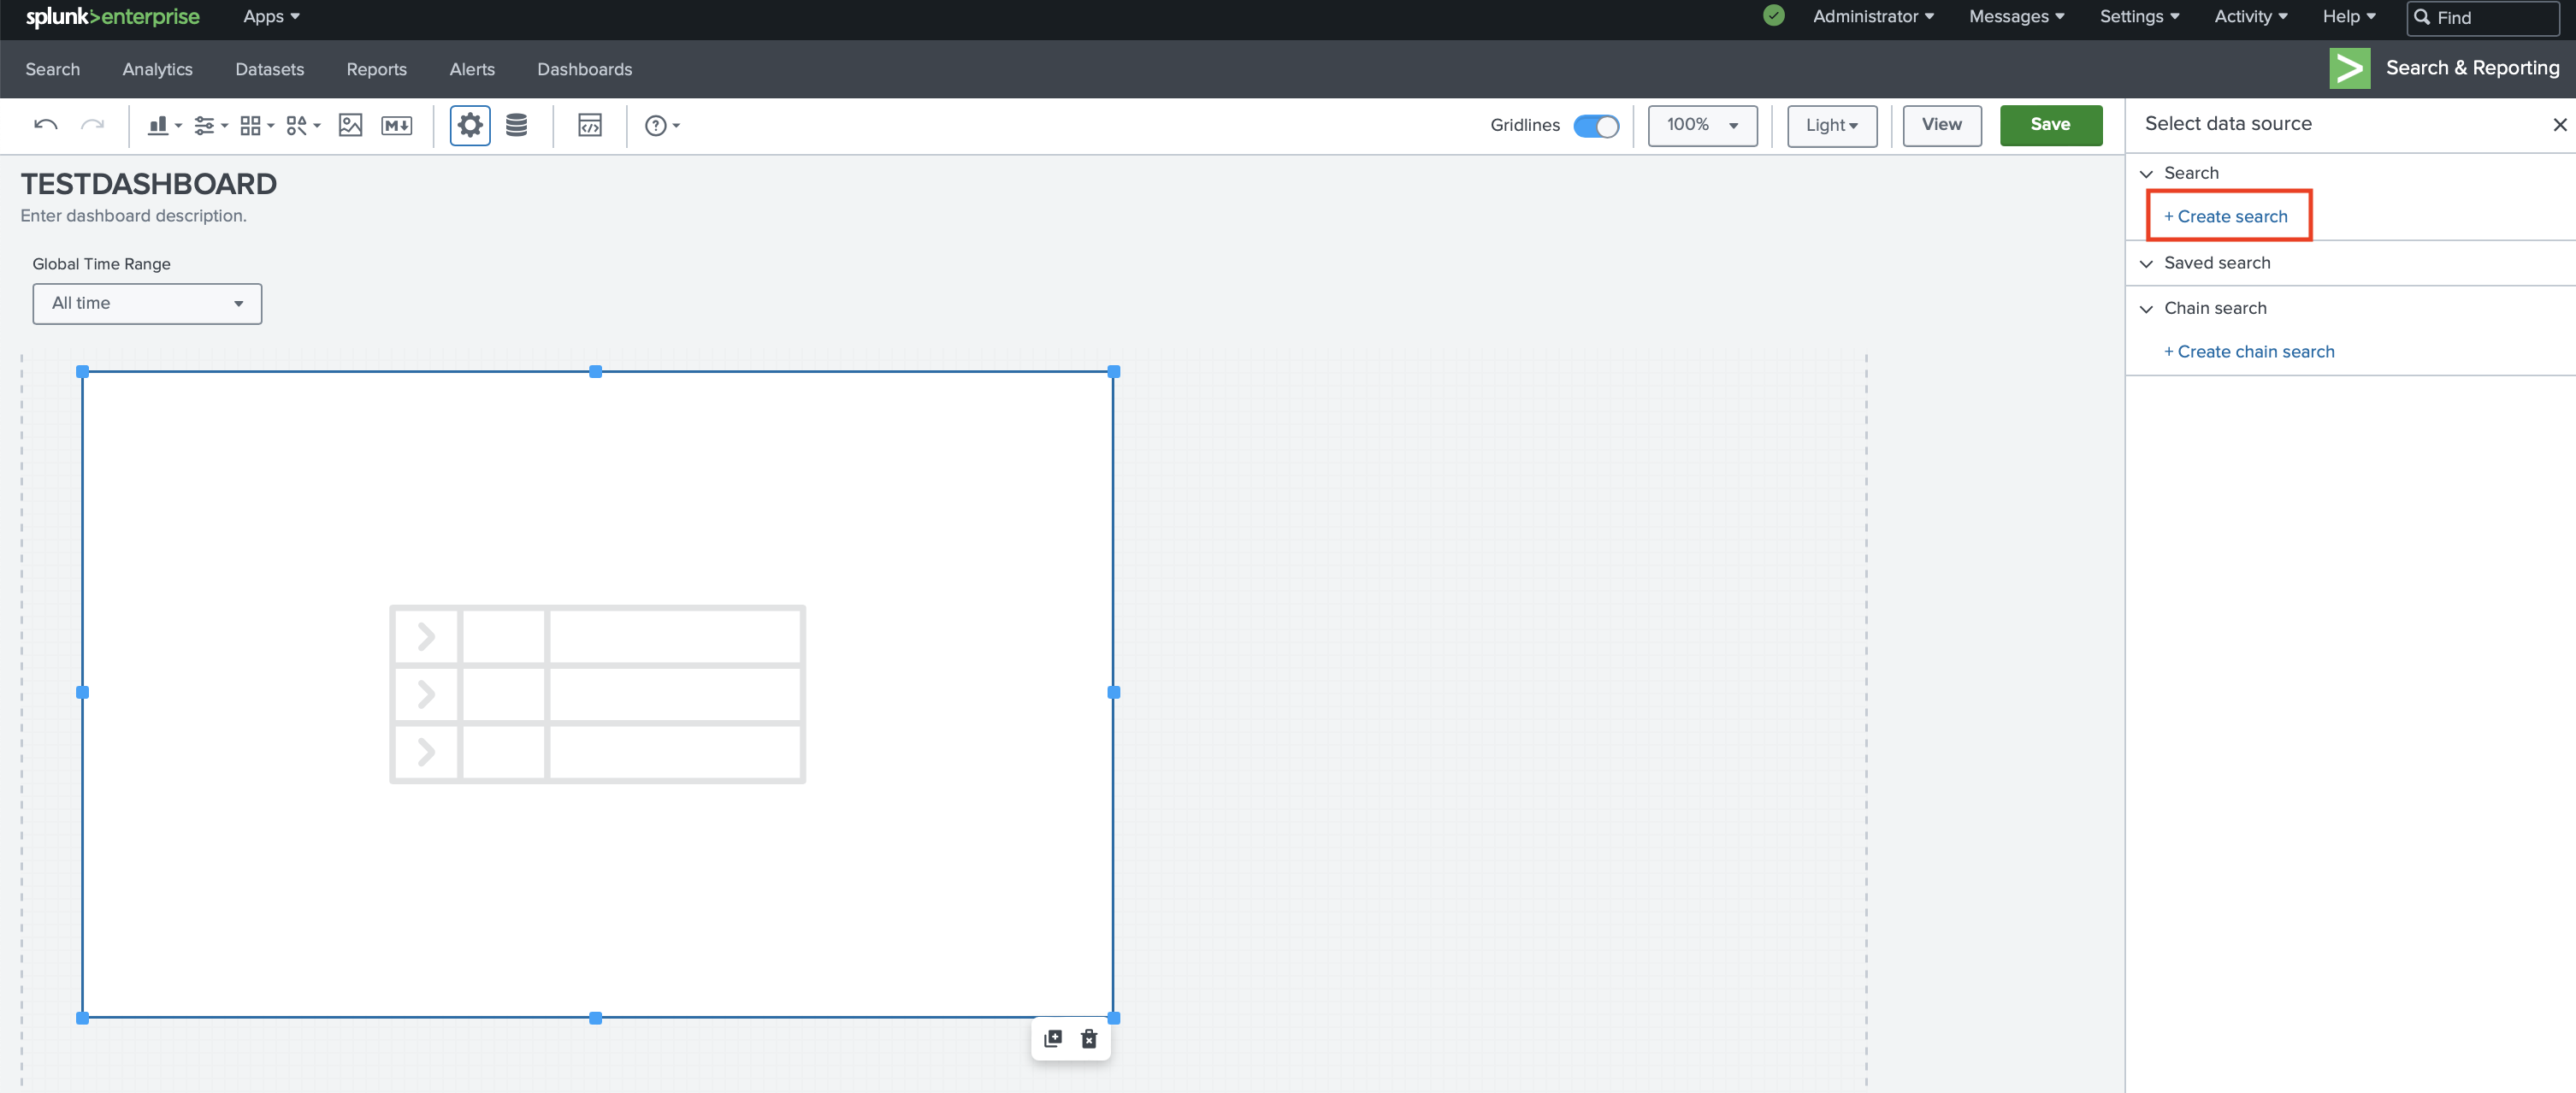 splunk>enterprise Apps Administrator Messages Settings Activity Help Find
Search Analytics Datasets Reports Alerts Dashboards Search & Reporting
M Gridlines 100% Light View Save
Select data source
TESTDASHBOARD
Enter dashboard description.
Global Time Range
All time
Search
+ Create search
Saved search
Chain search
+ Create chain search